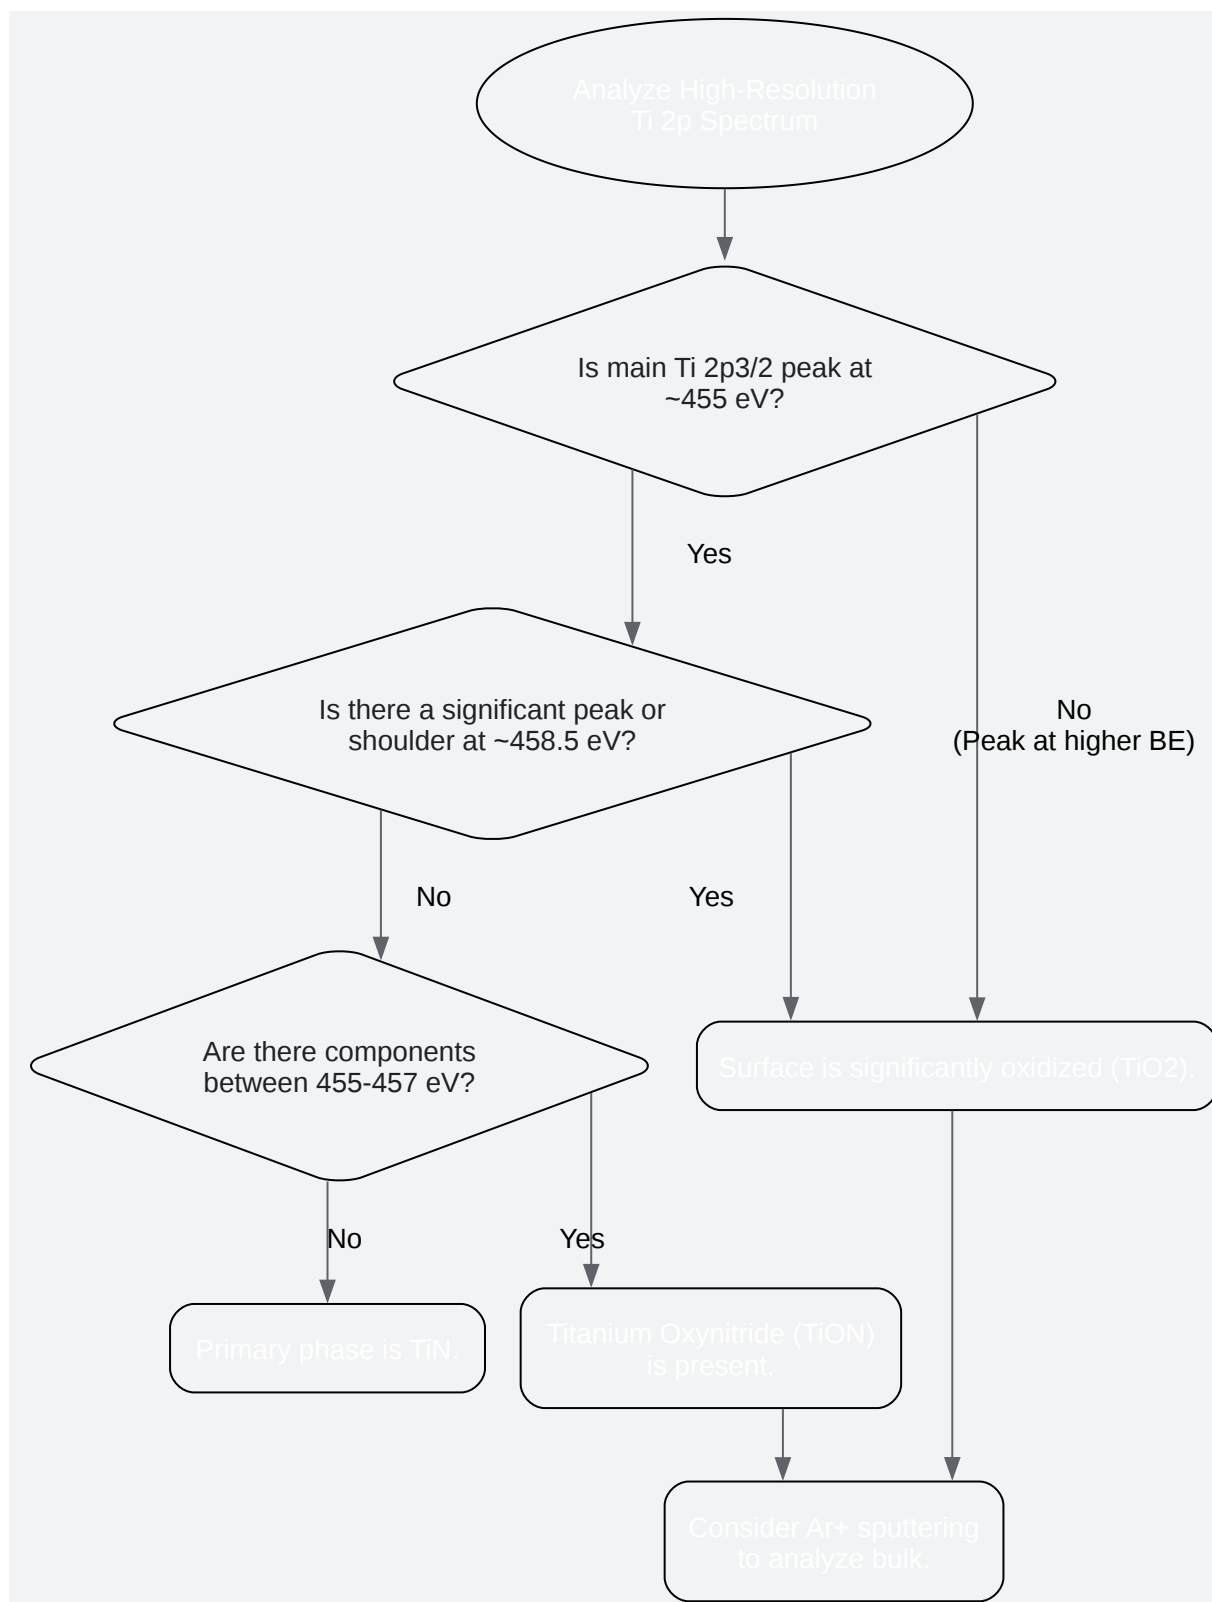 Analyze High-Resolution
Ti 2p Spectrum
Is main Ti 2p3/2 peak at
~455 eV?
Yes
Is there a significant peak or
shoulder at ~458.5 eV?
No
(Peak at higher BE)
No
Yes
Are there components
between 455-457 eV?
Surface is significantly oxidized (TiO2).
No
Yes
Primary phase is TiN.
Titanium Oxynitride (TiON)
is present.
Consider Ar+ sputtering
to analyze bulk.